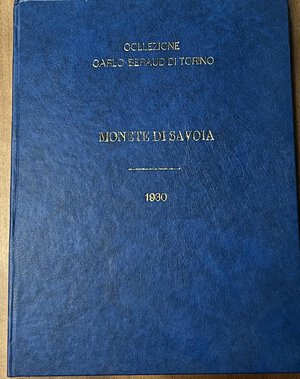 COLLEZIONE
CARLO BERAUD DI TORINO
MONETE DI SAVOIA
1930